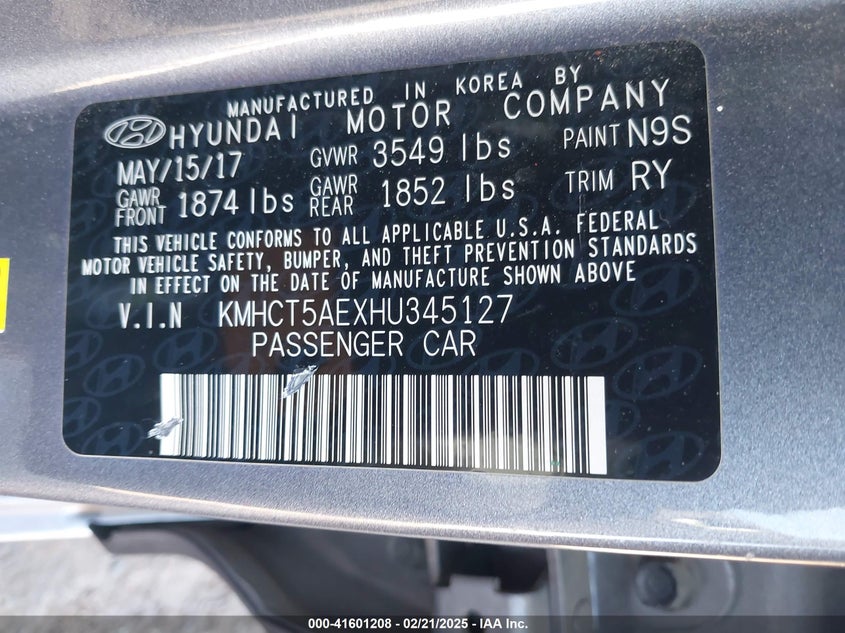 MANUFACTURED IN KOREA BY
HYUNDAI MOTOR COMPANY
MAY/15/17 GVWR 3549 lbs PAINT N9S
GAWR FRONT 1874 lbs GAWR REAR 1852 lbs TRIM RY
THIS VEHICLE CONFORMS TO ALL APPLICABLE U.S.A. FEDERAL
MOTOR VEHICLE SAFETY, BUMPER, AND THEFT PREVENTION STANDARDS
IN EFFECT ON THE DATE OF MANUFACTURE SHOWN ABOVE
V.I.N KMHCT5AEXHU345127
PASSENGER CAR
000-41601208 - 02/21/2025 - IAA Inc.